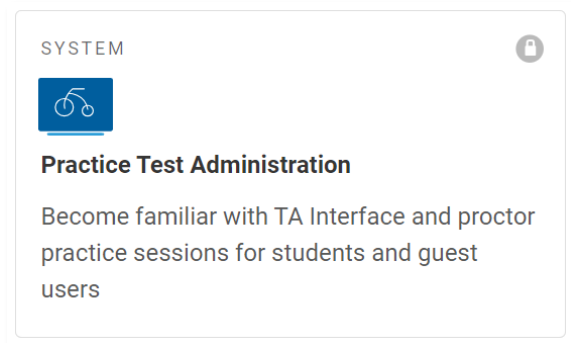 SYSTEM
Practice Test Administration
Become familiar with TA Interface and proctor
practice sessions for students and guest
users